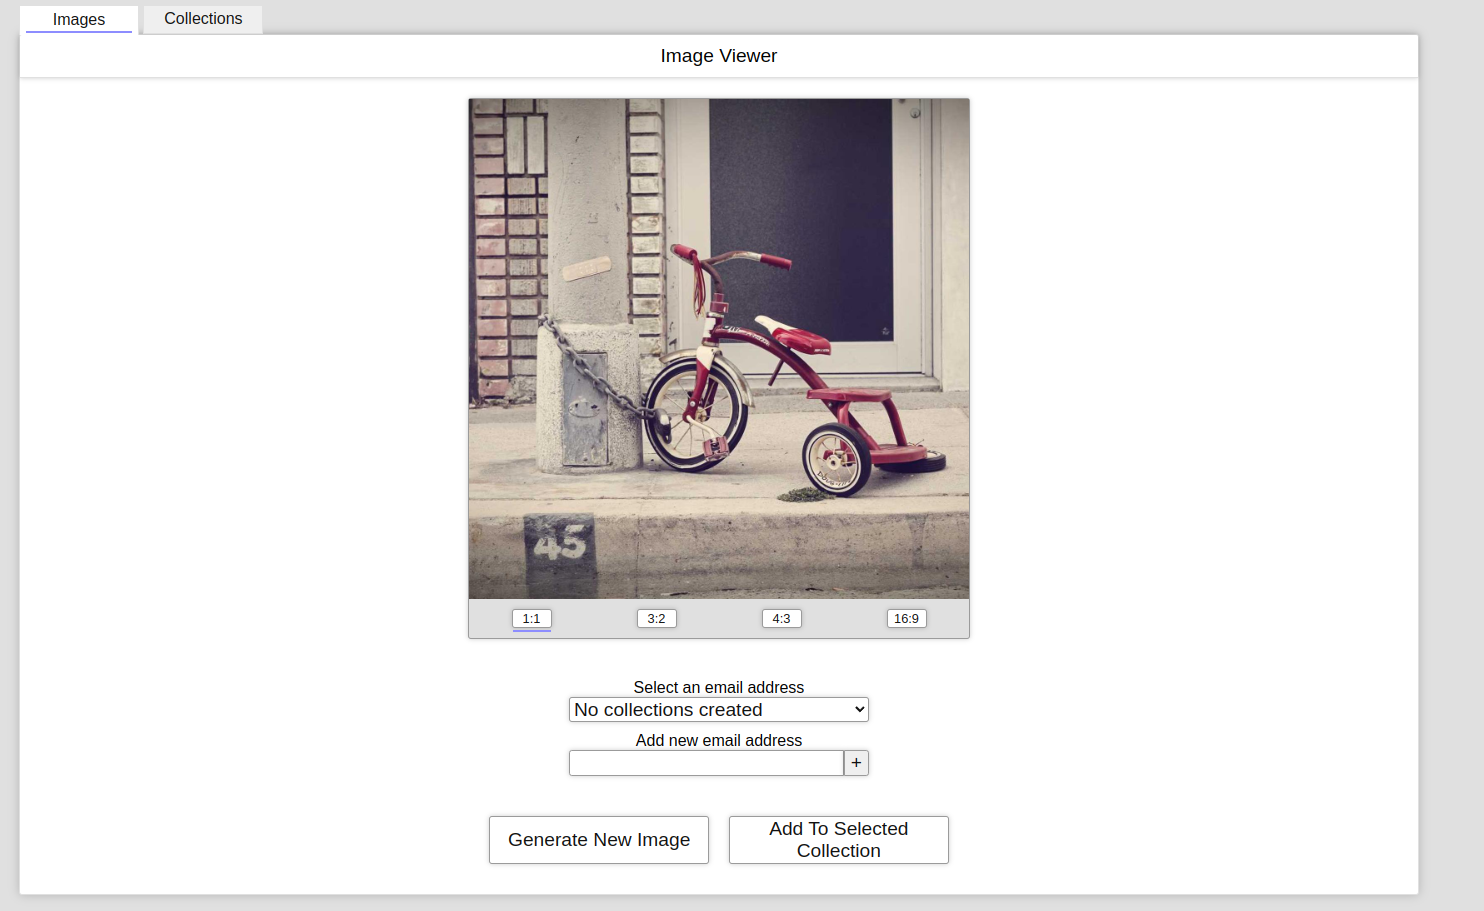 Images
Collections
Image Viewer
45
1:1
3:2
4:3
16:9
Select an email address
No collections created
Add new email address
+
Generate New Image
Add To Selected
Collection